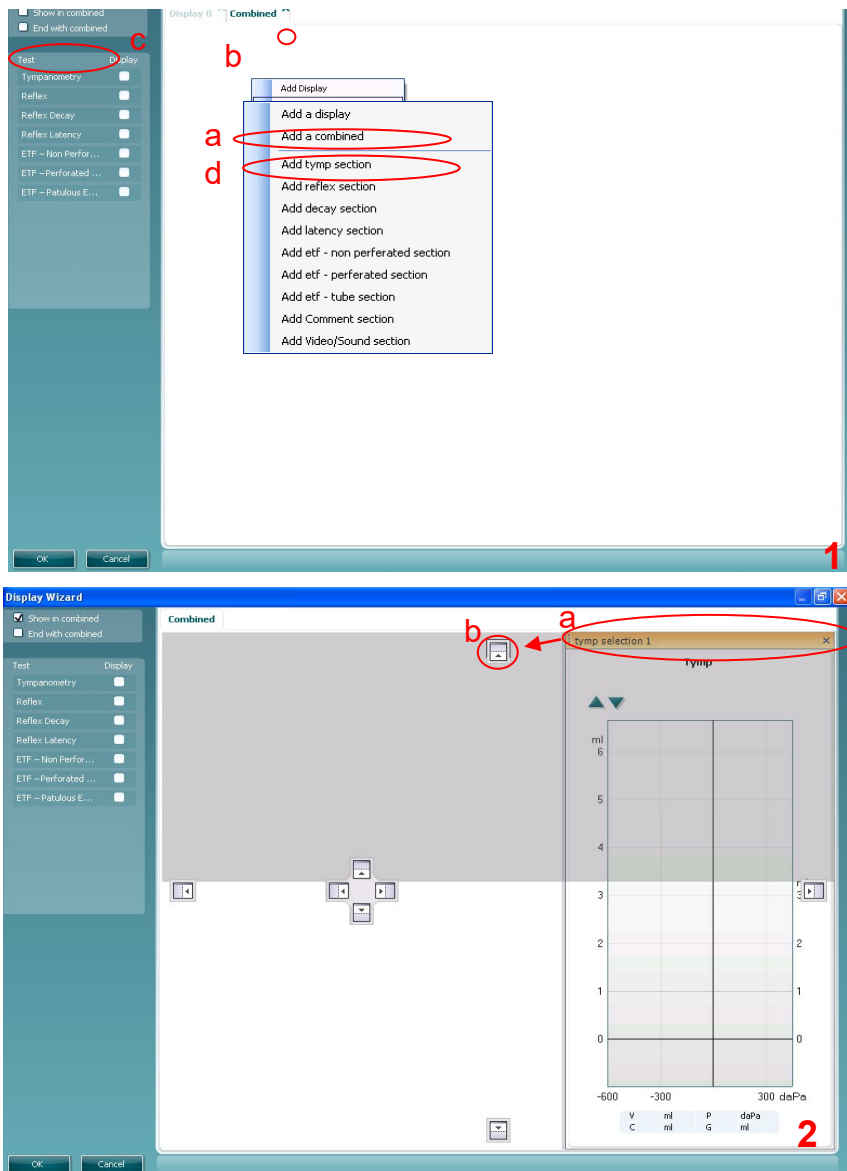 Show in combined
End with combined
Display 0 Combined
c
b
Test Display
Tympanometry
Reflex
Reflex Decay
Reflex Latency
ETF – Non Perfor...
ETF –Perforated ...
ETF – Patulous E...
Add Display
Add a display
a Add a combined
d Add tymp section
Add reflex section
Add decay section
Add latency section
Add etf - non perferated section
Add etf - perferated section
Add etf - tube section
Add Comment section
Add Video/Sound section
OK Cancel
1
Display Wizard
Show in combined
End with combined
Combined
b
a
tymp selection 1
Test Display
Tympanometry
Reflex
Reflex Decay
Reflex Latency
ETF – Non Perfor...
ETF –Perforated ...
ETF – Patulous E...
Tymp
ml
6
5
4
3 3
2 2
1 1
0 0
-600 -300 300 daPa
V ml P daPa
C ml G ml
2
OK Cancel